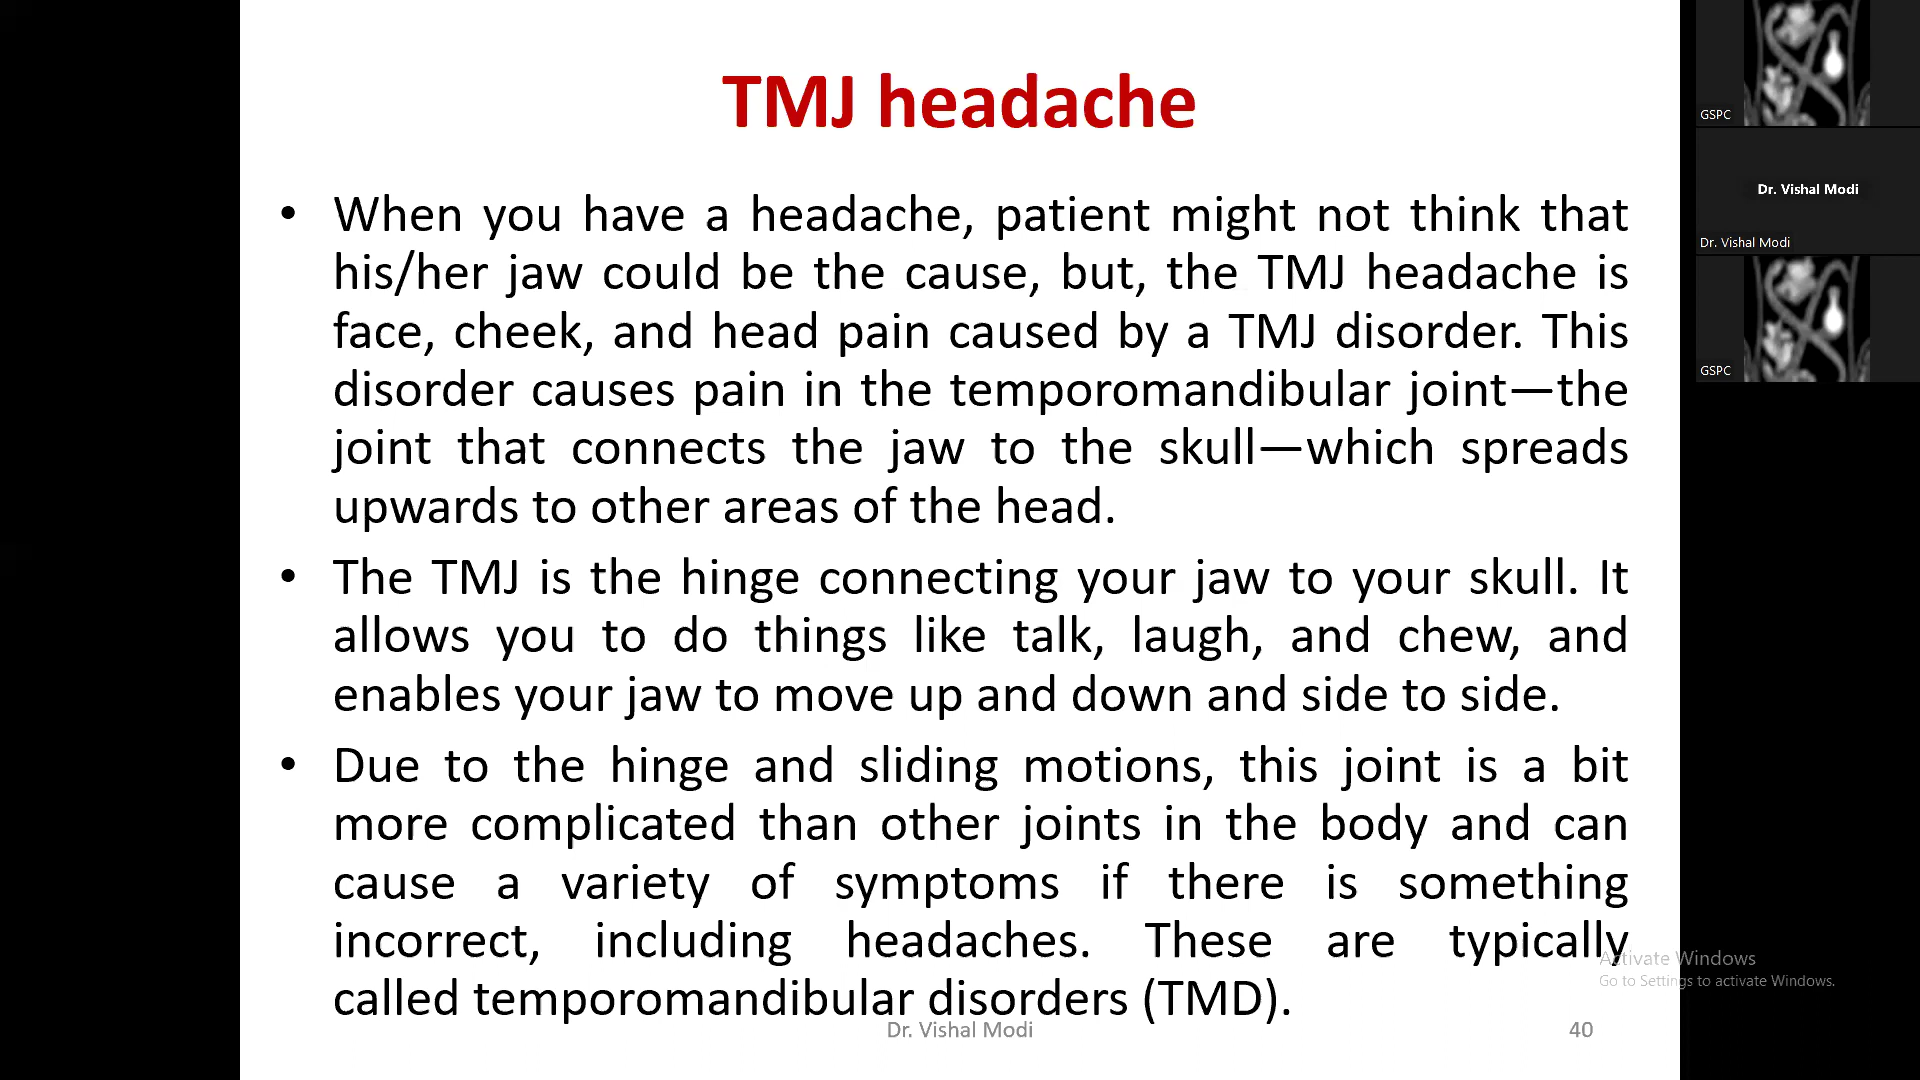 TMJ headache
• When you have a headache, patient might not think that
his/her jaw could be the cause, but, the TMJ headache is
face, cheek, and head pain caused by a TMJ disorder. This
disorder causes pain in the temporomandibular joint—the
joint that connects the jaw to the skull—which spreads
upwards to other areas of the head.
• The TMJ is the hinge connecting your jaw to your skull. It
allows you to do things like talk, laugh, and chew, and
enables your jaw to move up and down and side to side.
• Due to the hinge and sliding motions, this joint is a bit
more complicated than other joints in the body and can
cause a variety of symptoms if there is something
incorrect, including headaches. These are typically
called temporomandibular disorders (TMD).
Dr. Vishal Modi
40
Activate Windows
Go to Settings to activate Windows.
GSPC
Dr. Vishal Modi
Dr. Vishal Modi
GSPC